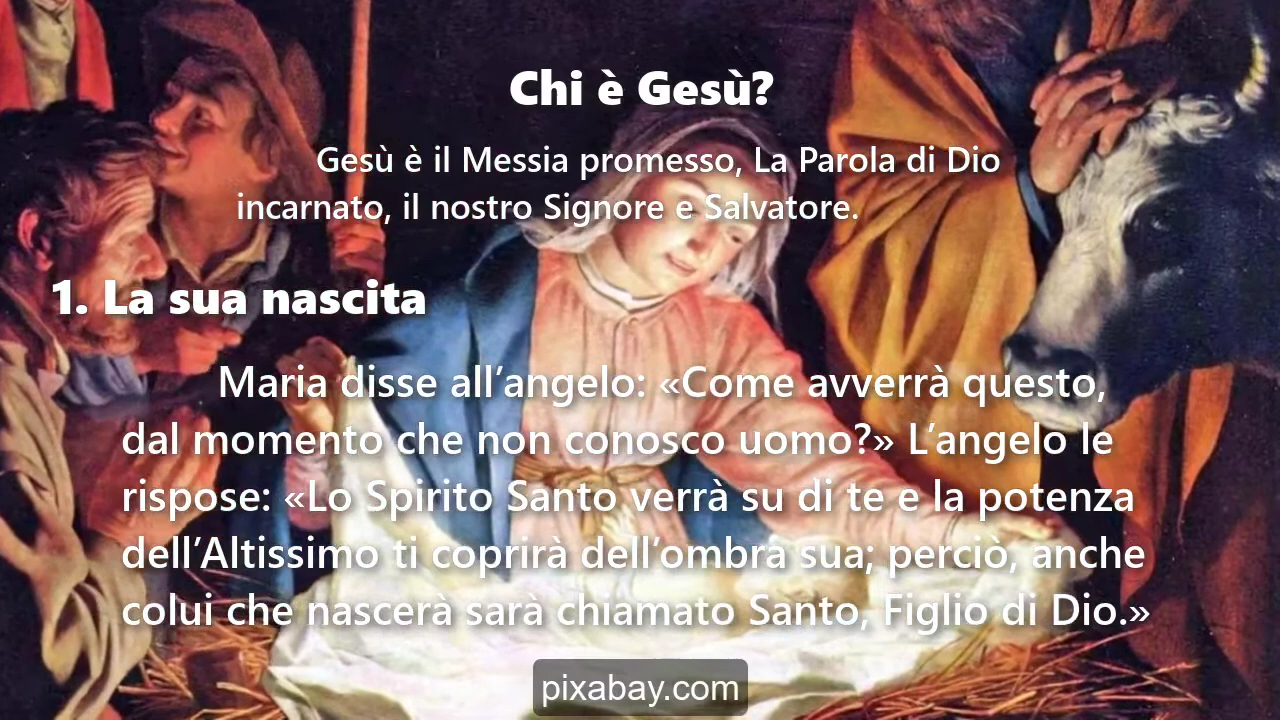 Chi è Gesù?
Gesù è il Messia promesso, La Parola di Dio
incarnato, il nostro Signore e Salvatore.
1. La sua nascita
Maria disse all’angelo: «Come avverrà questo,
dal momento che non conosco uomo?» L’angelo le
rispose: «Lo Spirito Santo verrà su di te e la potenza
dell’Altissimo ti coprirà dell’ombra sua; perciò, anche
colui che nascerà sarà chiamato Santo, Figlio di Dio.»
pixabay.com